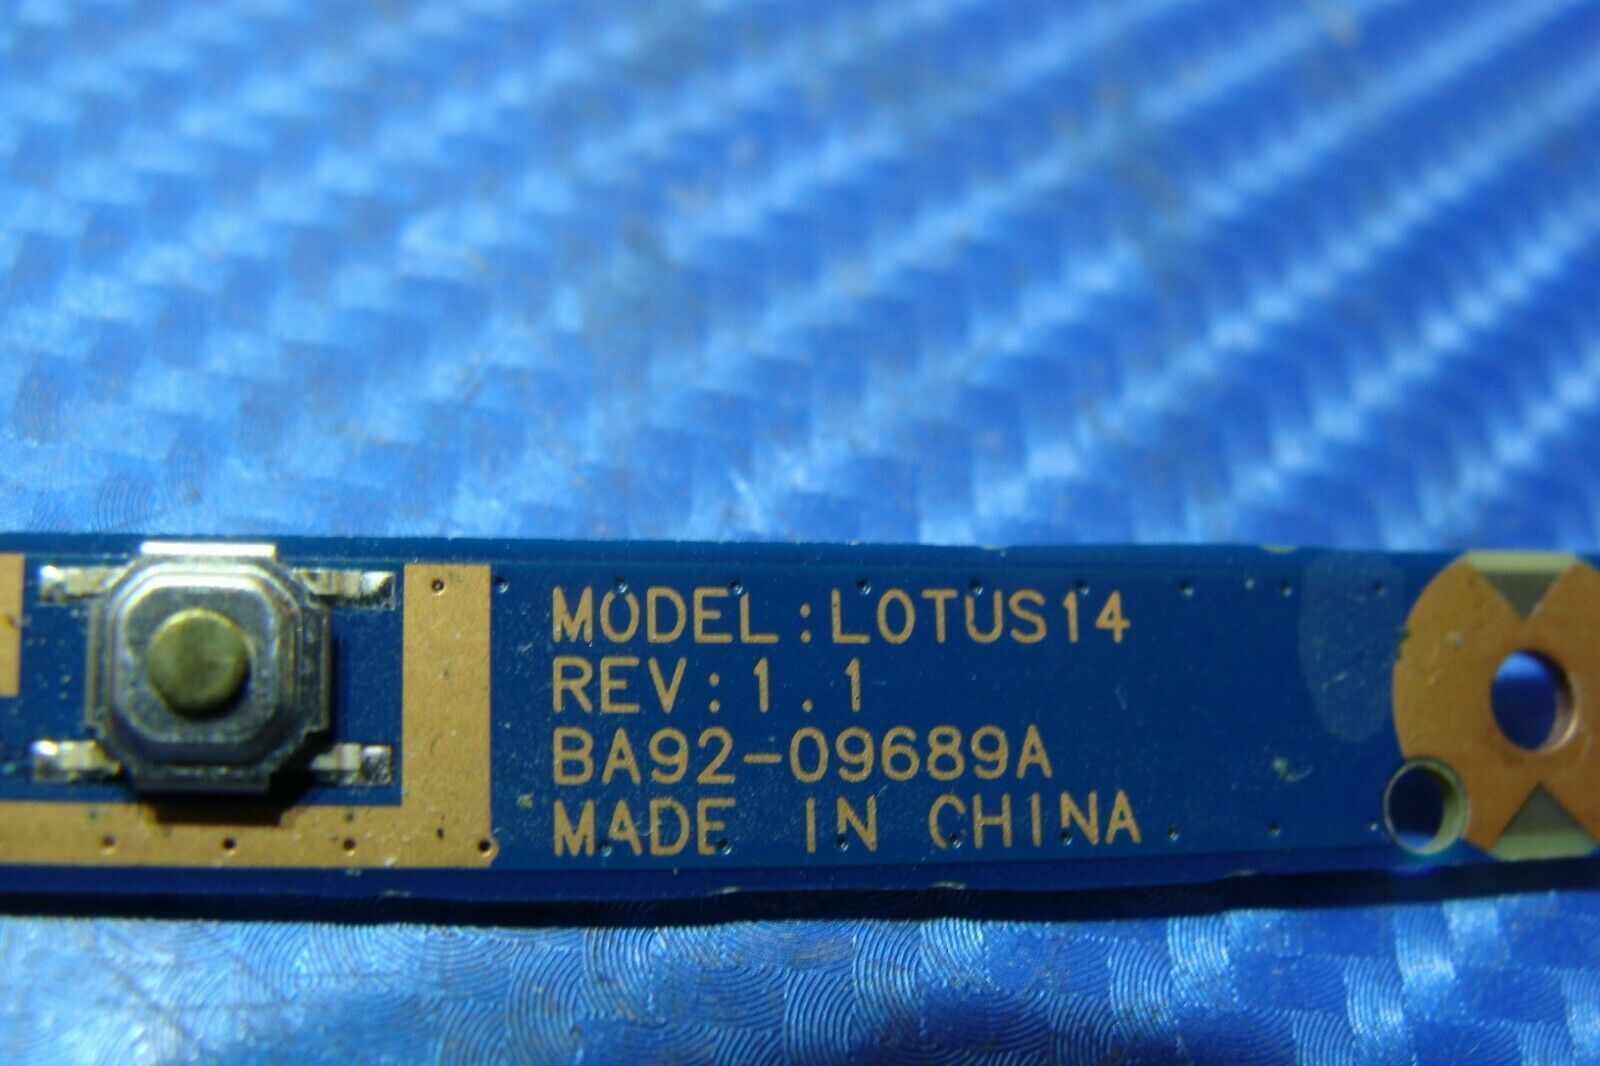 MODEL:LOTUS14
REV:1.1
BA92-09689A
MADE IN CHINA